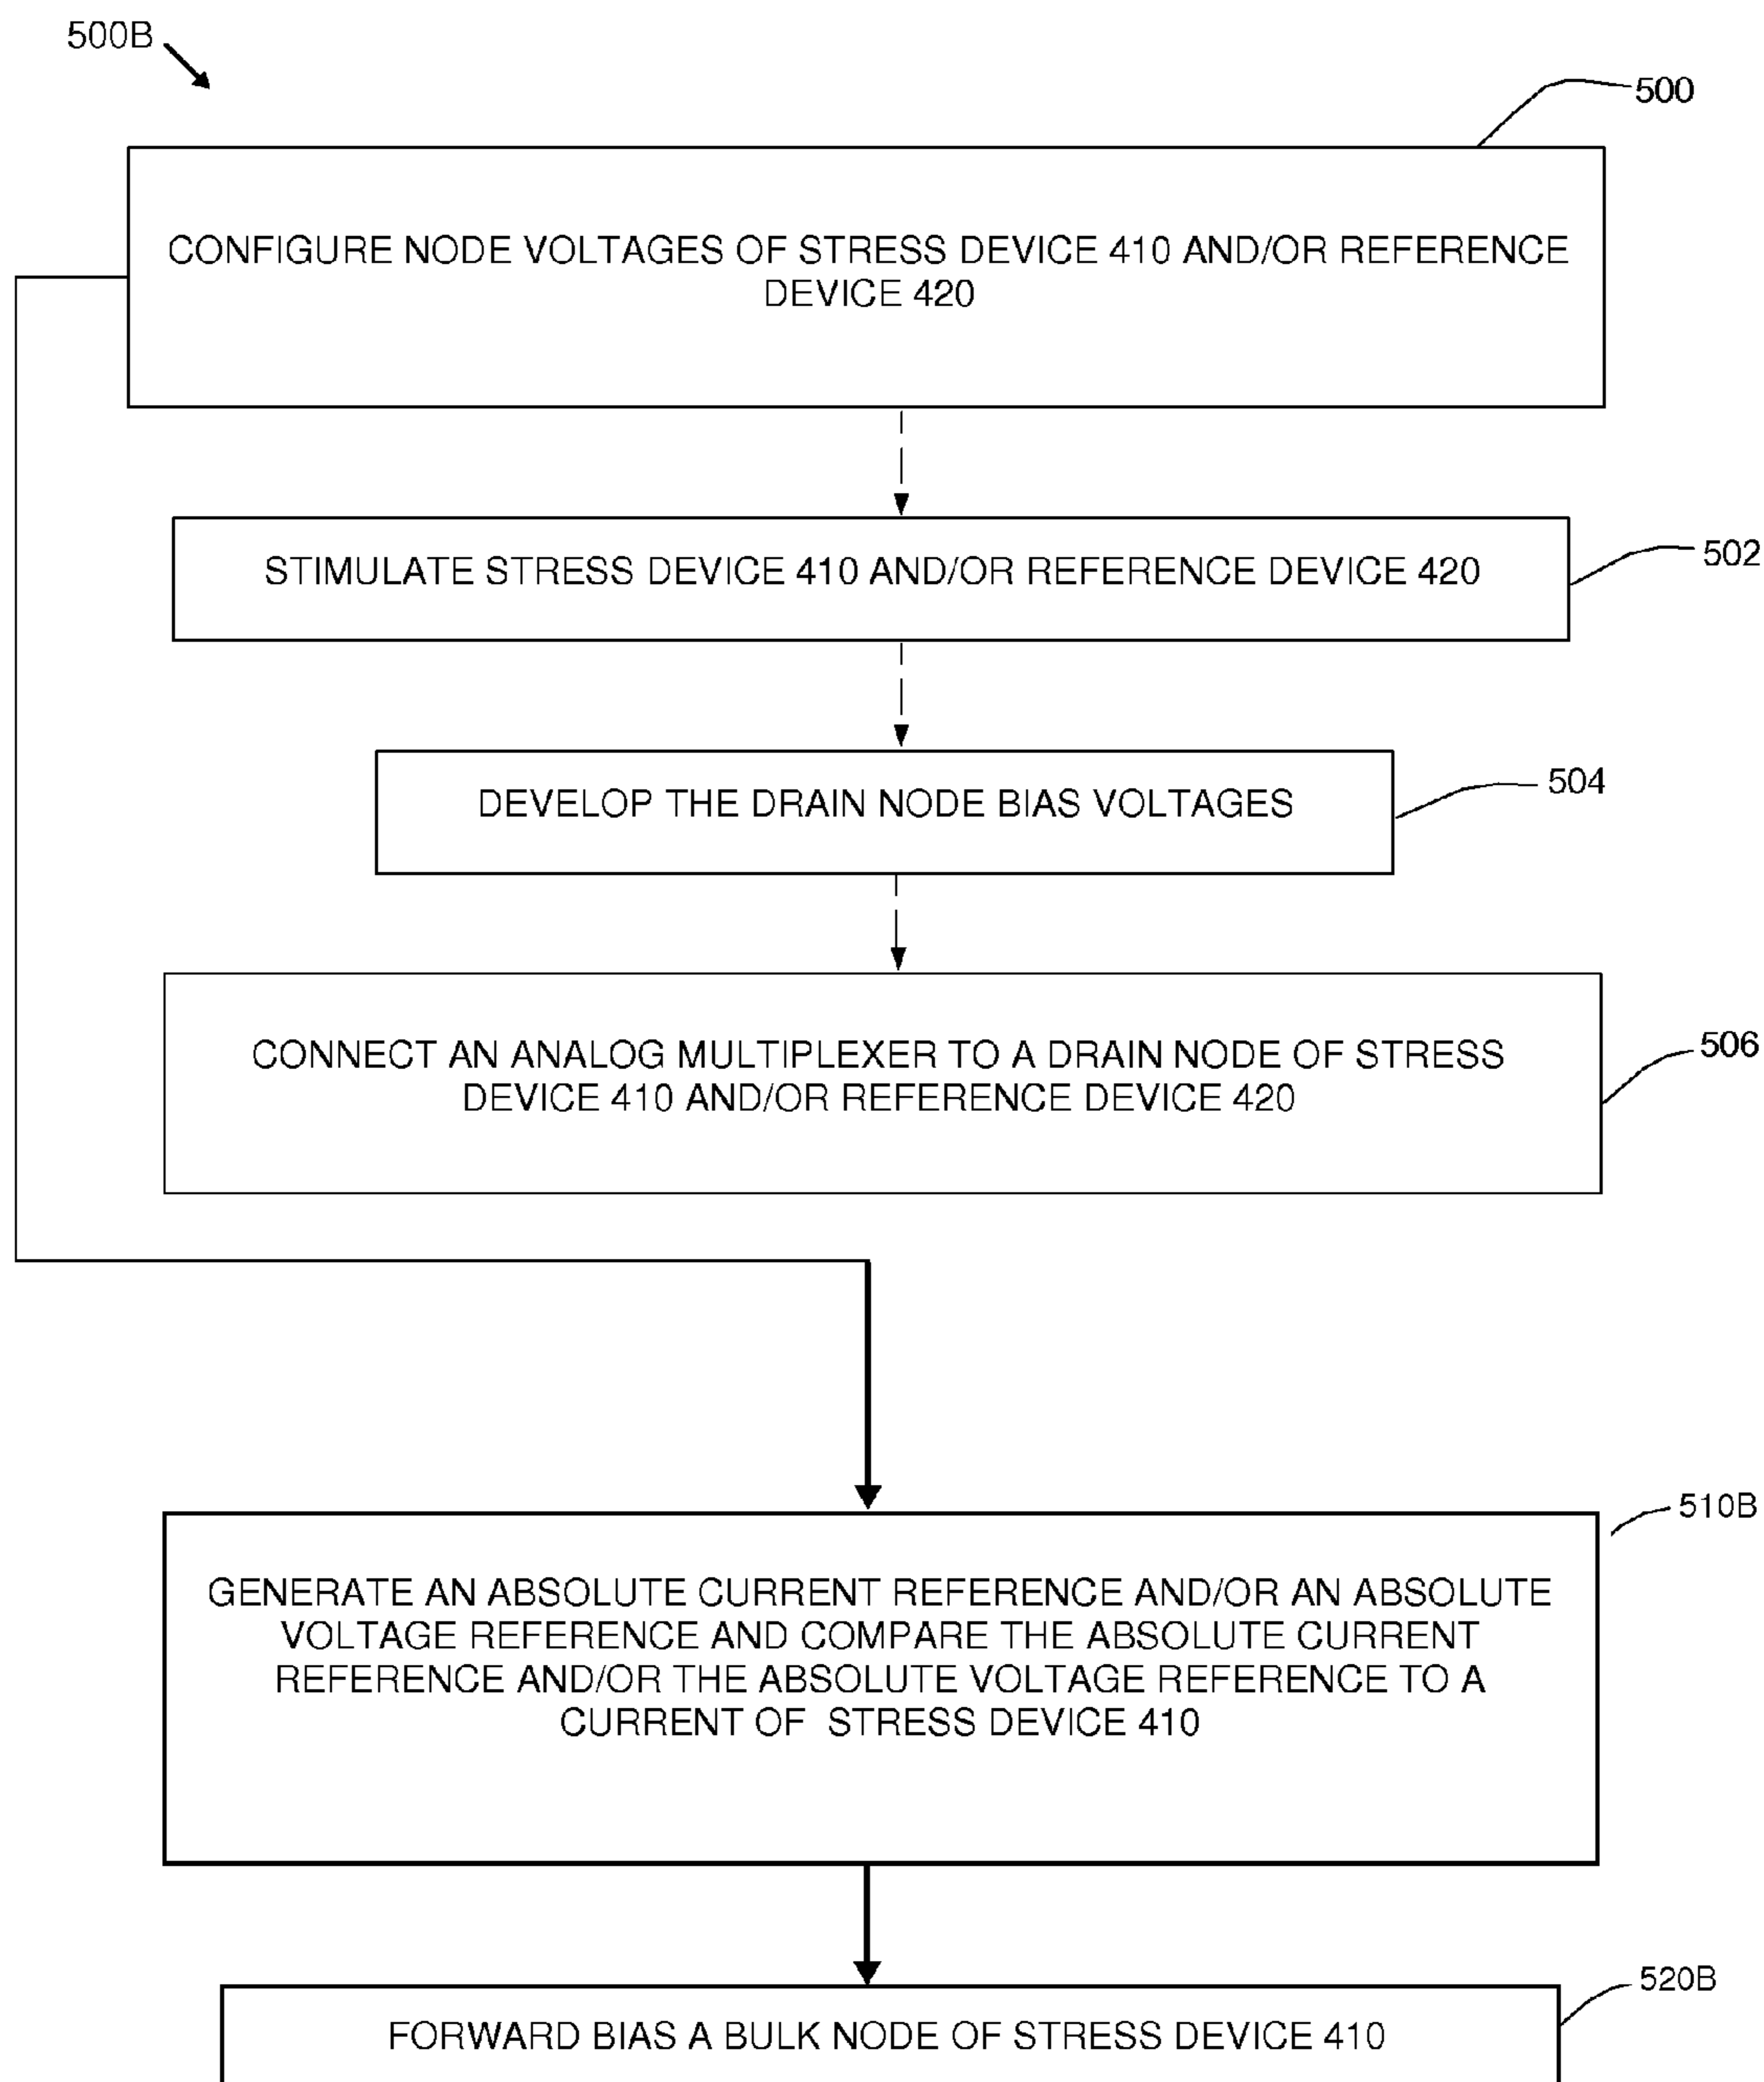 500B
500
CONFIGURE NODE VOLTAGES OF STRESS DEVICE 410 AND/OR REFERENCE
DEVICE 420
STIMULATE STRESS DEVICE 410 AND/OR REFERENCE DEVICE 420
502
DEVELOP THE DRAIN NODE BIAS VOLTAGES
504
CONNECT AN ANALOG MULTIPLEXER TO A DRAIN NODE OF STRESS
DEVICE 410 AND/OR REFERENCE DEVICE 420
506
510B
GENERATE AN ABSOLUTE CURRENT REFERENCE AND/OR AN ABSOLUTE
VOLTAGE REFERENCE AND COMPARE THE ABSOLUTE CURRENT
REFERENCE AND/OR THE ABSOLUTE VOLTAGE REFERENCE TO A
CURRENT OF STRESS DEVICE 410
520B
FORWARD BIAS A BULK NODE OF STRESS DEVICE 410